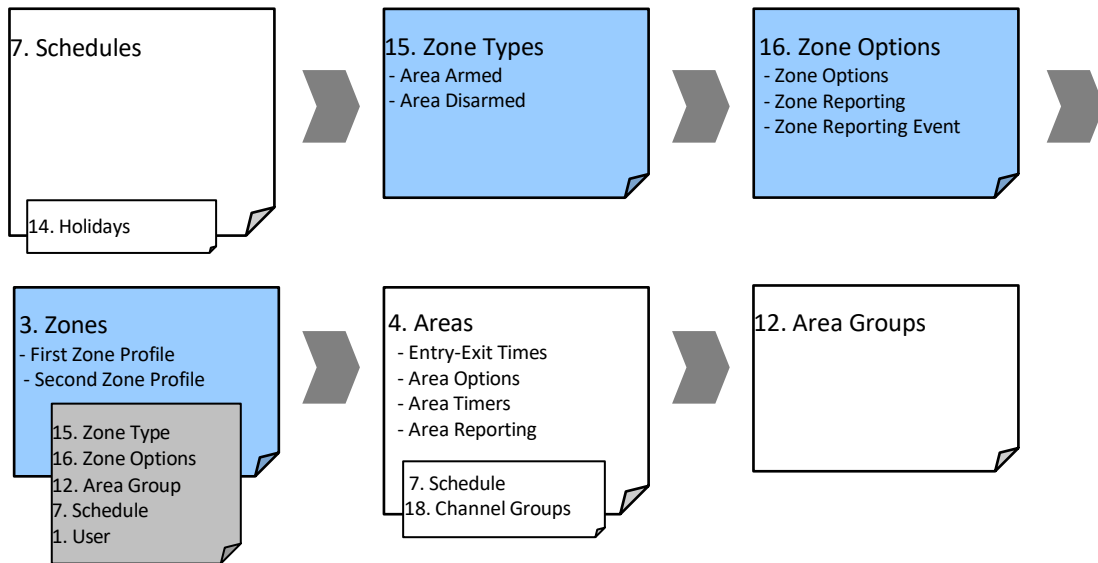 7. Schedules
14. Holidays
15. Zone Types
- Area Armed
- Area Disarmed
16. Zone Options
- Zone Options
- Zone Reporting
- Zone Reporting Event
3. Zones
- First Zone Profile
- Second Zone Profile
15. Zone Type
16. Zone Options
12. Area Group
7. Schedule
1. User
4. Areas
- Entry-Exit Times
- Area Options
- Area Timers
- Area Reporting
7. Schedule
18. Channel Groups
12. Area Groups